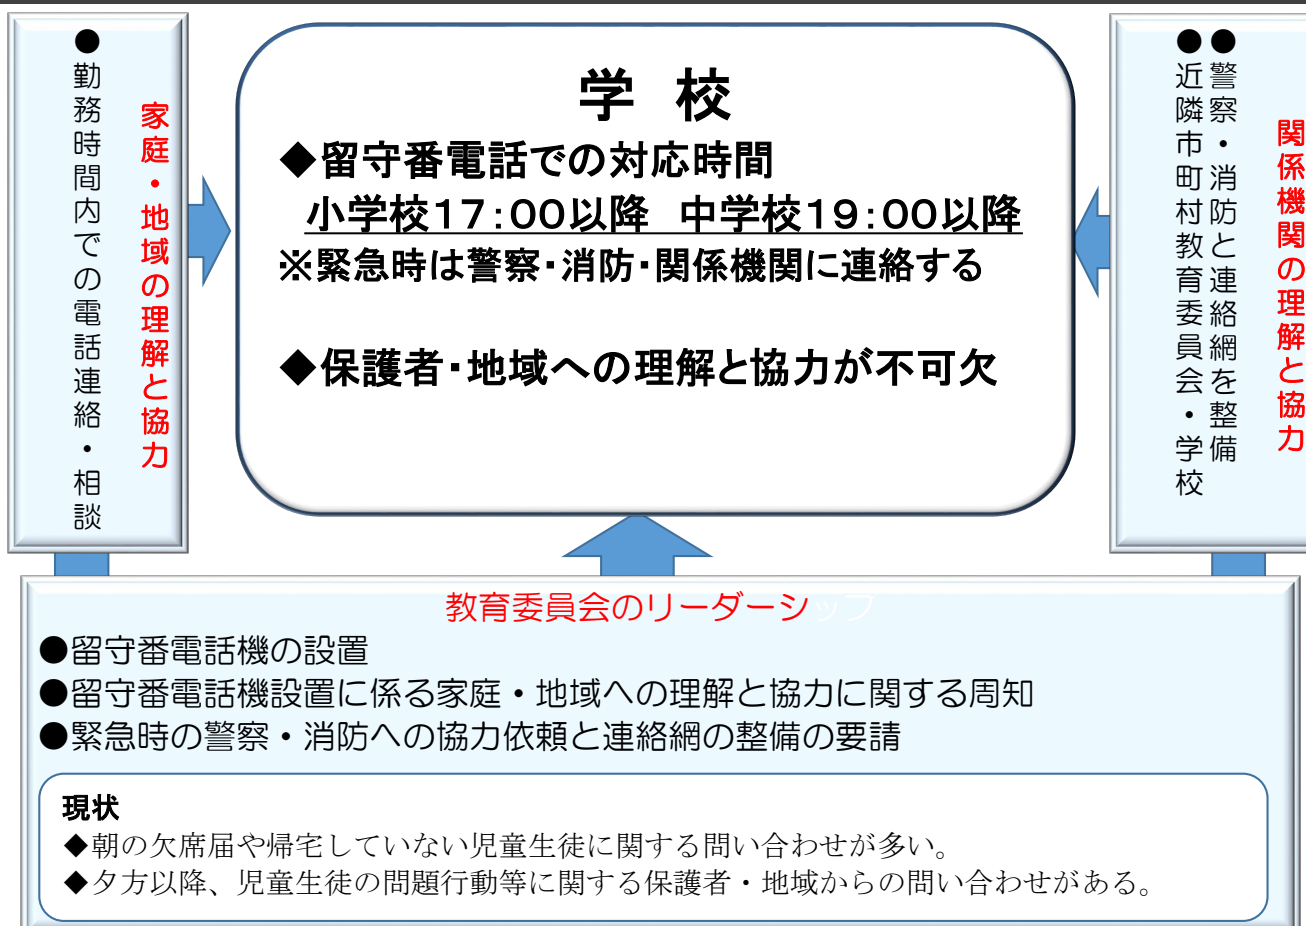 家庭・地域の理解と協力
●勤務時間内での電話連絡・相談
学 校
◆留守番電話での対応時間
小学校17:00以降 中学校19:00以降
※緊急時は警察・消防・関係機関に連絡する
◆保護者・地域への理解と協力が不可欠
関係機関の理解と協力
●警察・消防と連絡網を整備
●近隣市町村教育委員会・学校
教育委員会のリーダーシップ
●留守番電話機の設置
●留守番電話機設置に係る家庭・地域への理解と協力に関する周知
●緊急時の警察・消防への協力依頼と連絡網の整備の要請
現状
◆朝の欠席届や帰宅していない児童生徒に関する問い合わせが多い。
◆夕方以降、児童生徒の問題行動等に関する保護者・地域からの問い合わせがある。